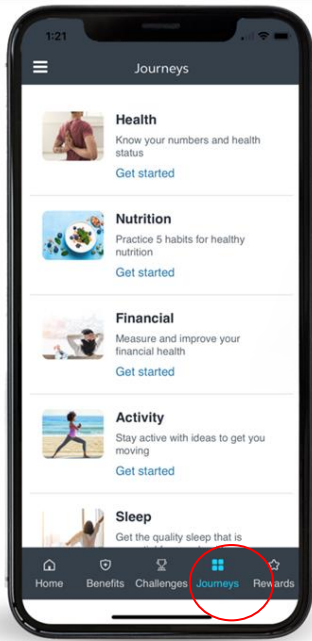 1:21
Journeys
Health
Know your numbers and health
status
Get started
Nutrition
Practice 5 habits for healthy
nutrition
Get started
Financial
Measure and improve your
financial health
Get started
Activity
Stay active with ideas to get you
moving
Get started
Sleep
Get the quality sleep that is
Home Benefits Challenges Journeys Rewards